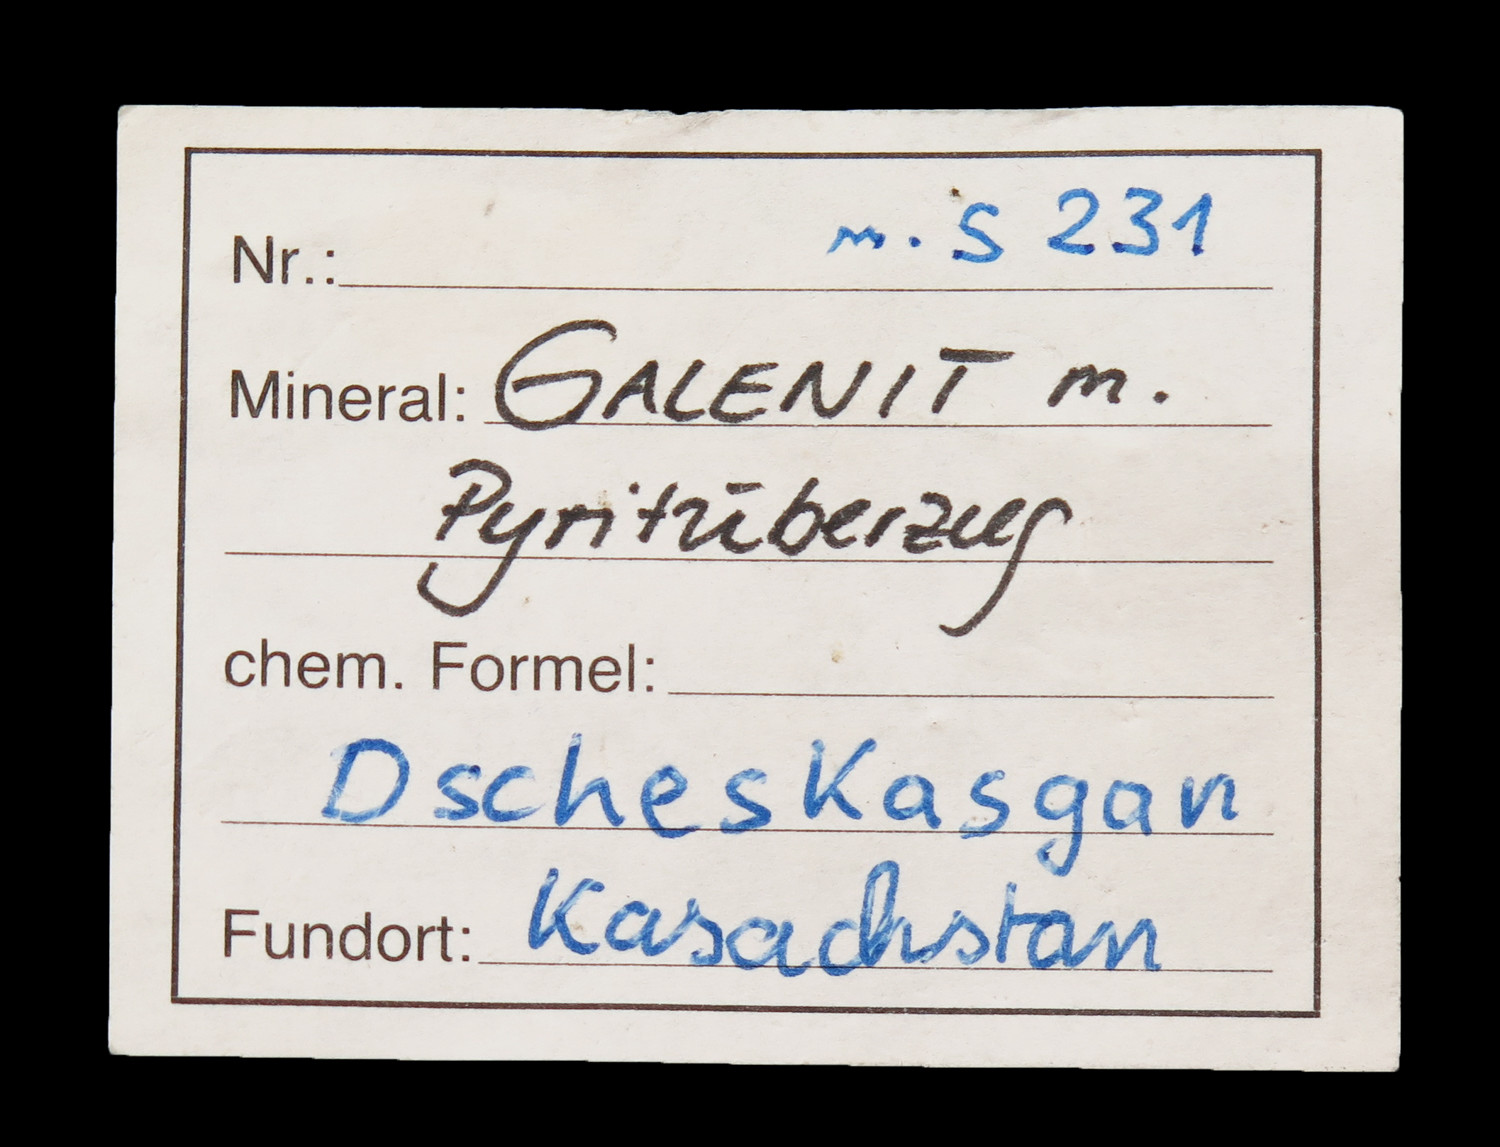 Nr.: m. S 231
Mineral: GALENIT m.
Pyritüberzug
chem. Formel:
Dscheskasgan
Fundort: Kasachstan